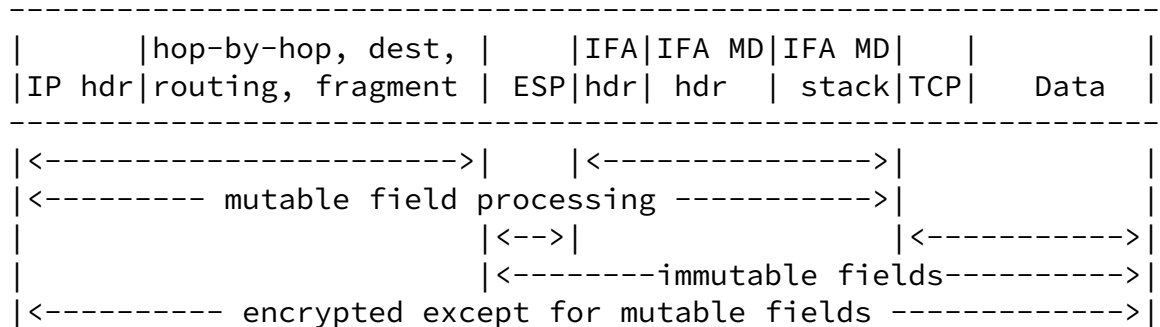 ------------------------------------------------------------------
|      |hop-by-hop, dest, |    |IFA|IFA MD|IFA MD|   |          |
|IP hdr|routing, fragment | ESP|hdr| hdr  | stack|TCP|   Data   |
------------------------------------------------------------------
|<----------------------->|    |<--------------->|              |
|<--------- mutable field processing ----------->|              |
|                         |<-->|                 |<------------>|
|                         |<--------immutable fields----------->|
|<---------- encrypted except for mutable fields -------------->|